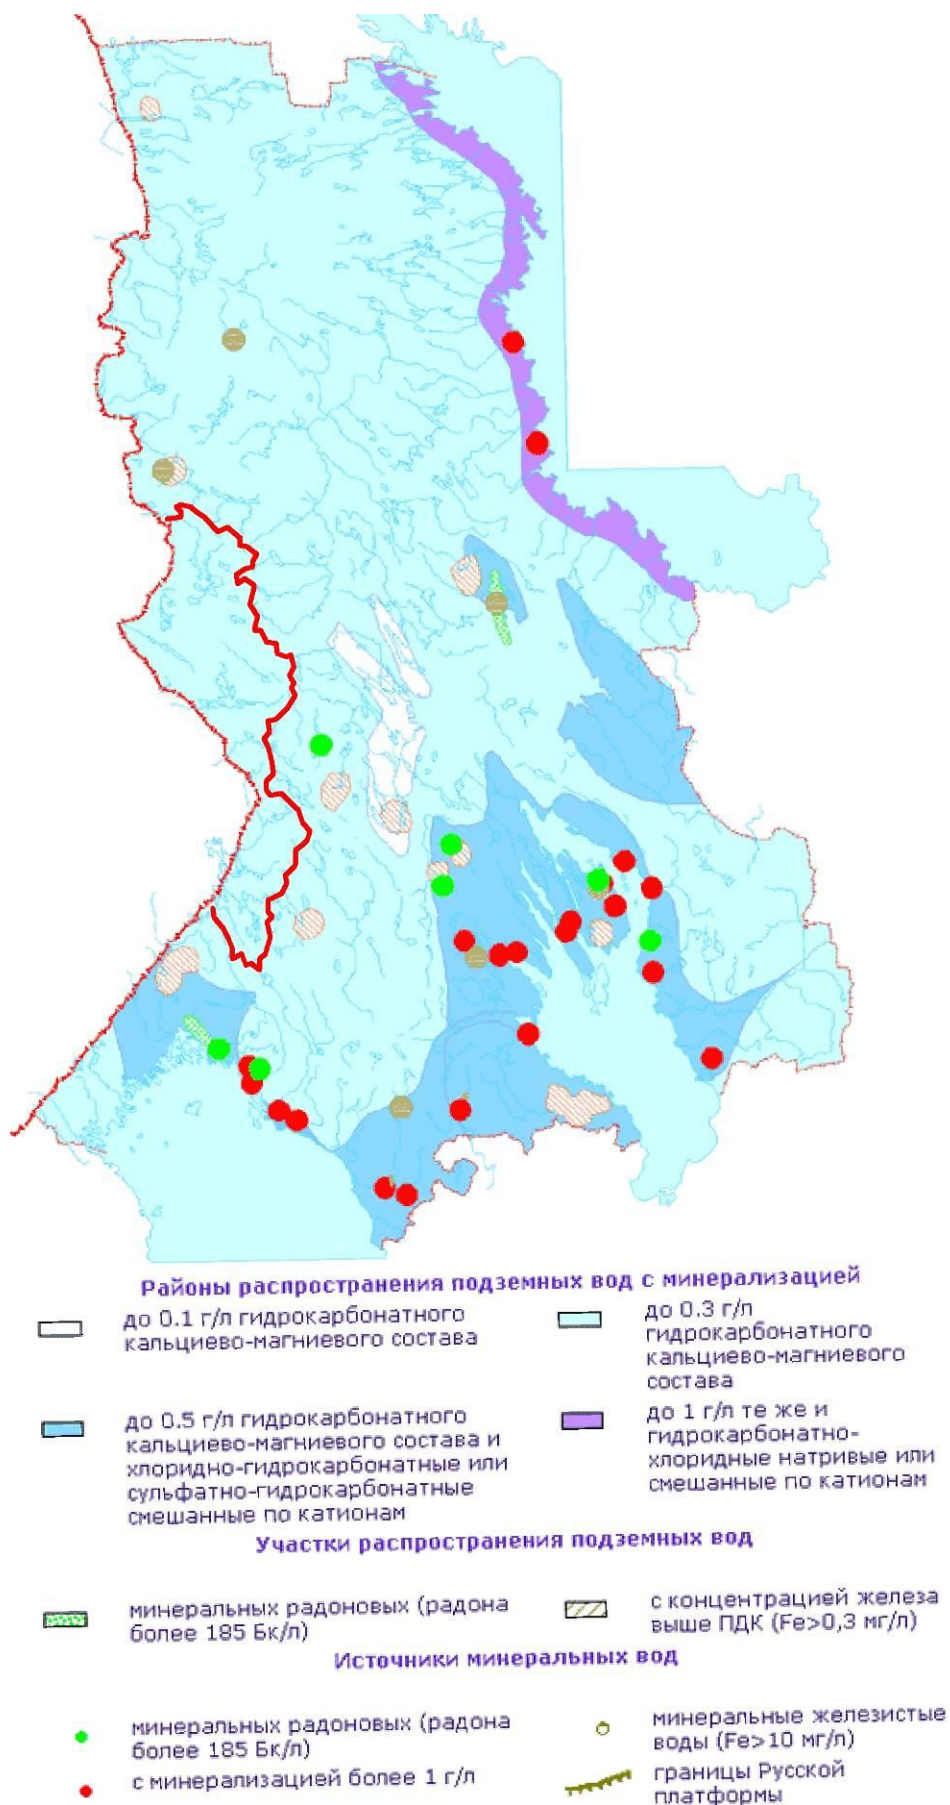 Районы распространения подземных вод с минерализацией
до 0.1 г/л гидрокарбонатного
кальциево-магниевого состава
до 0.3 г/л
гидрокарбонатного
кальциево-магниевого
состава
до 0.5 г/л гидрокарбонатного
кальциево-магниевого состава и
хлоридно-гидрокарбонатные или
сульфатно-гидрокарбонатные
смешанные по катионам
до 1 г/л те же и
гидрокарбонатно-
хлоридные натривые или
смешанные по катионам
Участки распространения подземных вод
минеральных радоновых (радона
более 185 Бк/л)
с концентрацией железа
выше ПДК (Fe>0,3 мг/л)
Источники минеральных вод
минеральных радоновых (радона
более 185 Бк/л)
минеральные железистые
воды (Fe>10 мг/л)
с минерализацией более 1 г/л
границы Русской
платформы